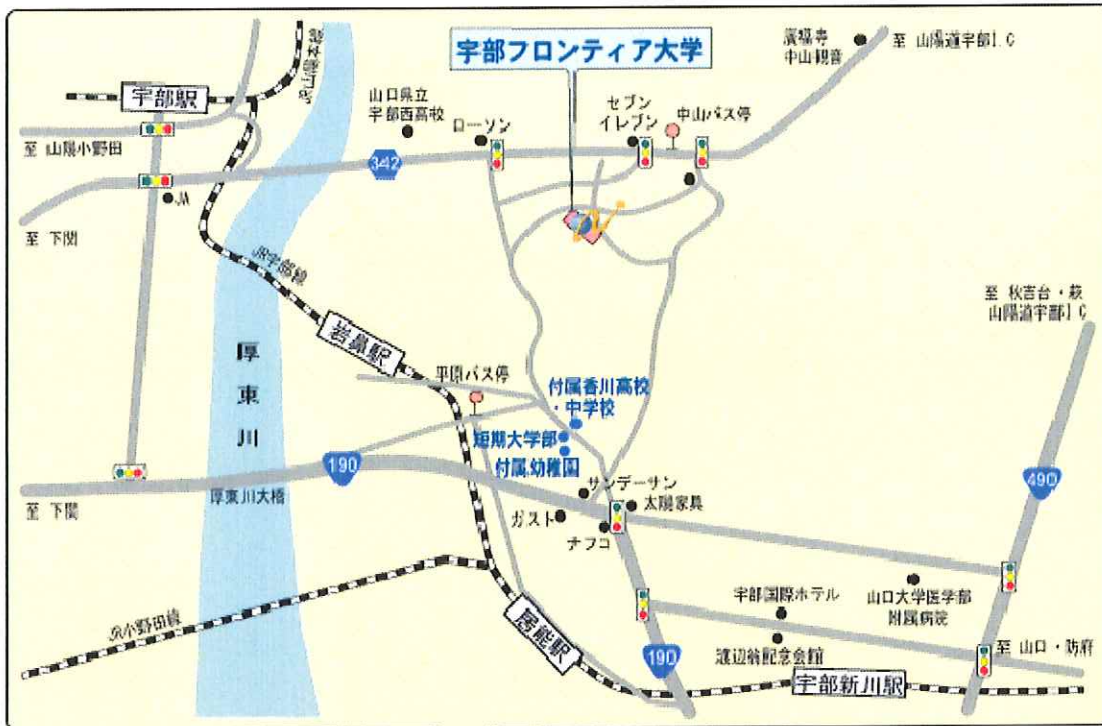 宇部フロンティア大学
廣福寺
中山観音
至 山陽道宇部I.C
JR山陽本線
宇部駅
山口県立
宇部西高校
ローソン
セブン
イレブン
中山バス停
至 山陽小野田
342
JA
至 下関
JR宇部線
至 秋吉台・萩
山陽道宇部I.C
厚東川
岩鼻駅
平原バス停
付属香川高校
・中学校
短期大学部
付属幼稚園
190
490
サンデーサン
太陽家具
厚東川大橋
至 下関
ガスト
ナフコ
宇部国際ホテル
山口大学医学部
附属病院
JR小野田線
居能駅
190
渡辺翁記念会館
至 山口・防府
宇部新川駅